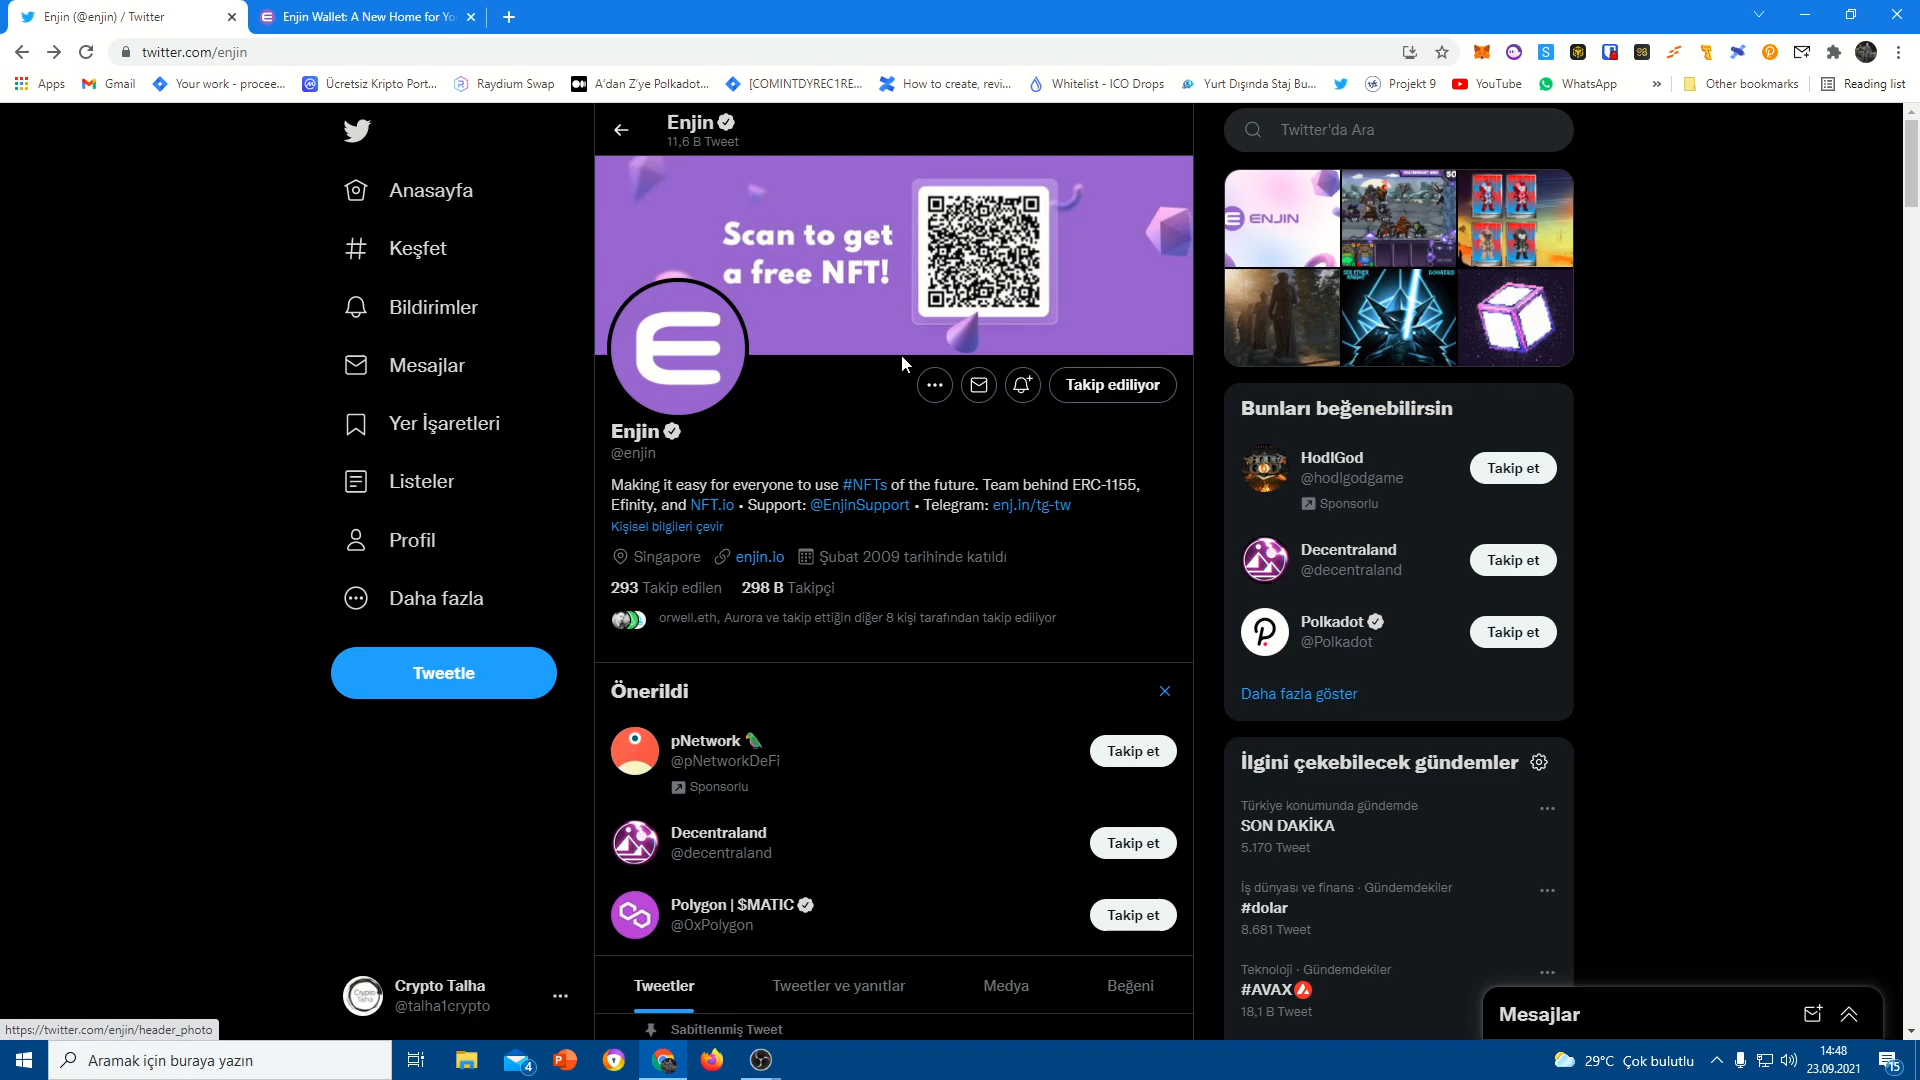 Enjin (@enjin) / Twitter
Enjin Wallet: A New Home for Yo
twitter.com/enjin
Apps
Gmail
Your work - procee...
Ücretsiz Kripto Port...
Raydium Swap
A'dan Z'ye Polkadot...
[COMINTDYREC1RE...
How to create, revi...
Whitelist - ICO Drops
Yurt Dışında Staj Bu...
Projekt 9
YouTube
WhatsApp
»
Other bookmarks
Reading list
Anasayfa
Keşfet
Bildirimler
Mesajlar
Yer İşaretleri
Listeler
Profil
Daha fazla
Tweetle
Crypto Talha
@talha1crypto
https://twitter.com/enjin/header_photo
Enjin
11,6 B Tweet
Scan to get
a free NFT!
Takip ediliyor
Enjin
@enjin
Making it easy for everyone to use #NFTs of the future. Team behind ERC-1155,
Efinity, and NFT.io • Support: @EnjinSupport • Telegram: enj.in/tg-tw
Kişisel bilgileri çevir
Singapore enjin.io Şubat 2009 tarihinde katıldı
293 Takip edilen 298 B Takipçi
orwell.eth, Aurora ve takip ettiğin diğer 8 kişi tarafından takip ediliyor
Önerildi
pNetwork
@pNetworkDeFi
Sponsorlu
Takip et
Decentraland
@decentraland
Takip et
Polygon | $MATIC
@0xPolygon
Takip et
Tweetler
Tweetler ve yanıtlar
Medya
Beğeni
Sabitlenmiş Tweet
Twitter'da Ara
ENJIN
50
Bunları beğenebilirsin
HodlGod
@hodlgodgame
Sponsorlu
Takip et
Decentraland
@decentraland
Takip et
Polkadot
@Polkadot
Takip et
Daha fazla göster
İlgini çekebilecek gündemler
Türkiye konumunda gündemde
SON DAKİKA
5.170 Tweet
İş dünyası ve finans · Gündemdekiler
#dolar
8.681 Tweet
Teknoloji · Gündemdekiler
#AVAX
18,1 B Tweet
Mesajlar
Aramak için buraya yazın
4
29°C Çok bulutlu
14:48
23.09.2021
15